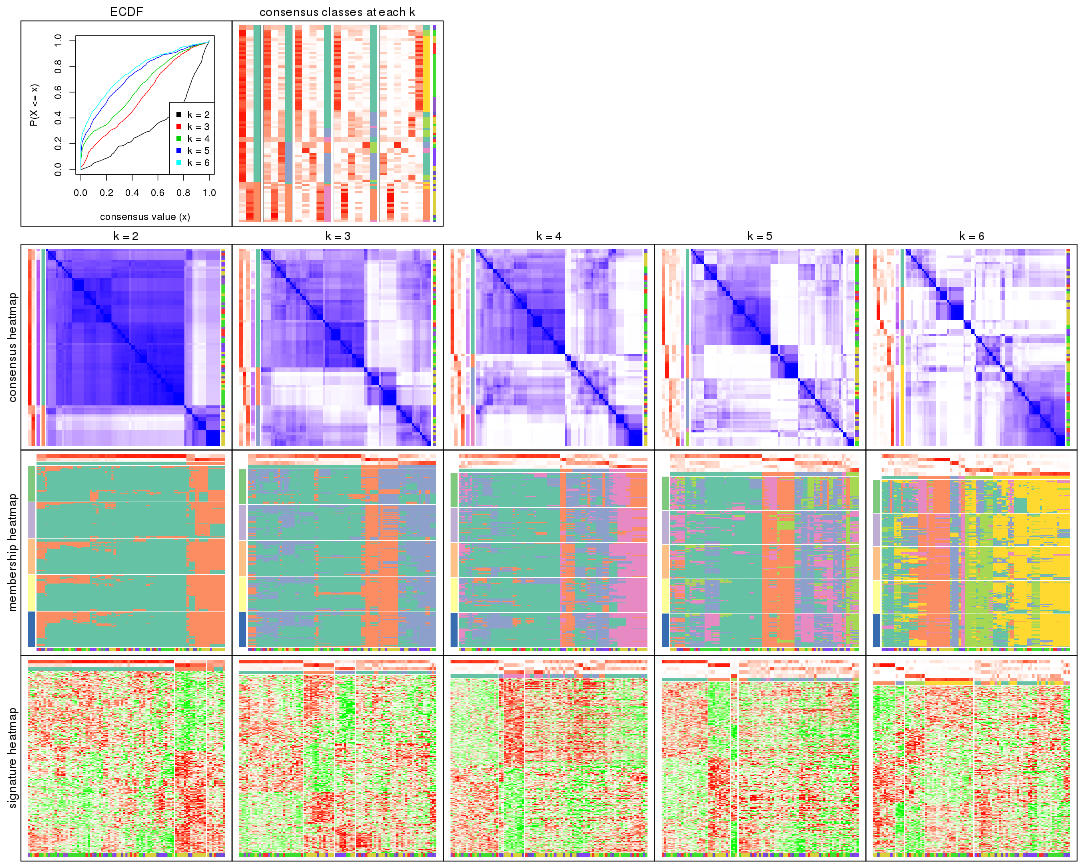 ECDF
consensus classes at each k
P(X <= x)
1.0
0.8
0.6
0.4
0.2
0.0
k = 2
k = 3
k = 4
k = 5
k = 6
0.0 0.2 0.4 0.6 0.8 1.0
consensus value (x)
k = 2
k = 3
k = 4
k = 5
k = 6
consensus heatmap
membership heatmap
signature heatmap